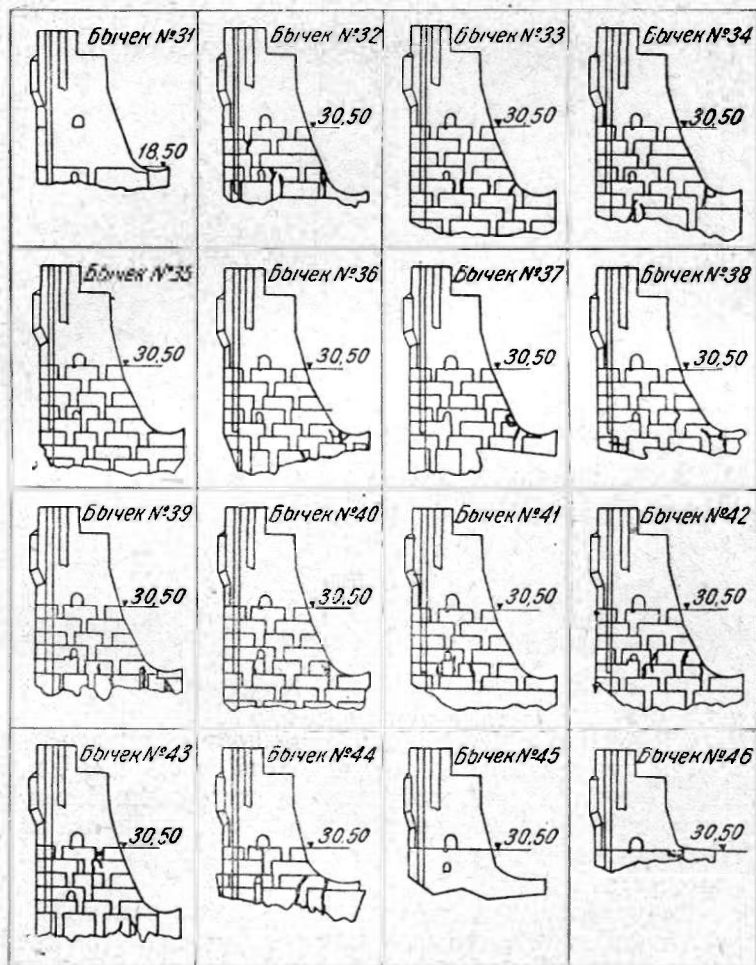 Бычек №31
18,50
Бычек №32
30,50
Бычек №33
30,50
Бычек №34
30,50
Бычек №35
30,50
Бычек №36
30,50
Бычек №37
30,50
Бычек №38
30,50
Бычек №39
30,50
Бычек №40
30,50
Бычек №41
30,50
Бычек №42
30,50
Бычек №43
30,50
Бычек №44
30,50
Бычек №45
30,50
Бычек №46
30,50